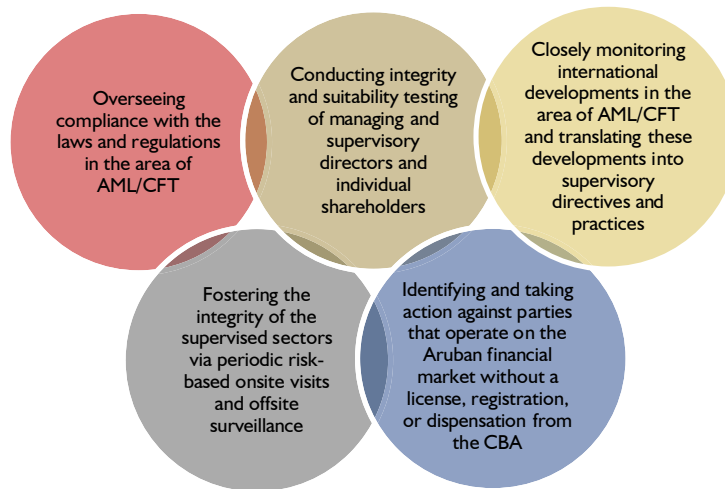 Overseeing
compliance with the
laws and regulations
in the area of
AML/CFT
Conducting integrity
and suitability testing
of managing and
supervisory
directors and
individual
shareholders
Closely monitoring
international
developments in the
area of AML/CFT
and translating these
developments into
supervisory
directives and
practices
Fostering the
integrity of the
supervised sectors
via periodic risk-
based onsite visits
and offsite
surveillance
Identifying and taking
action against parties
that operate on the
Aruban financial
market without a
license, registration,
or dispensation from
the CBA